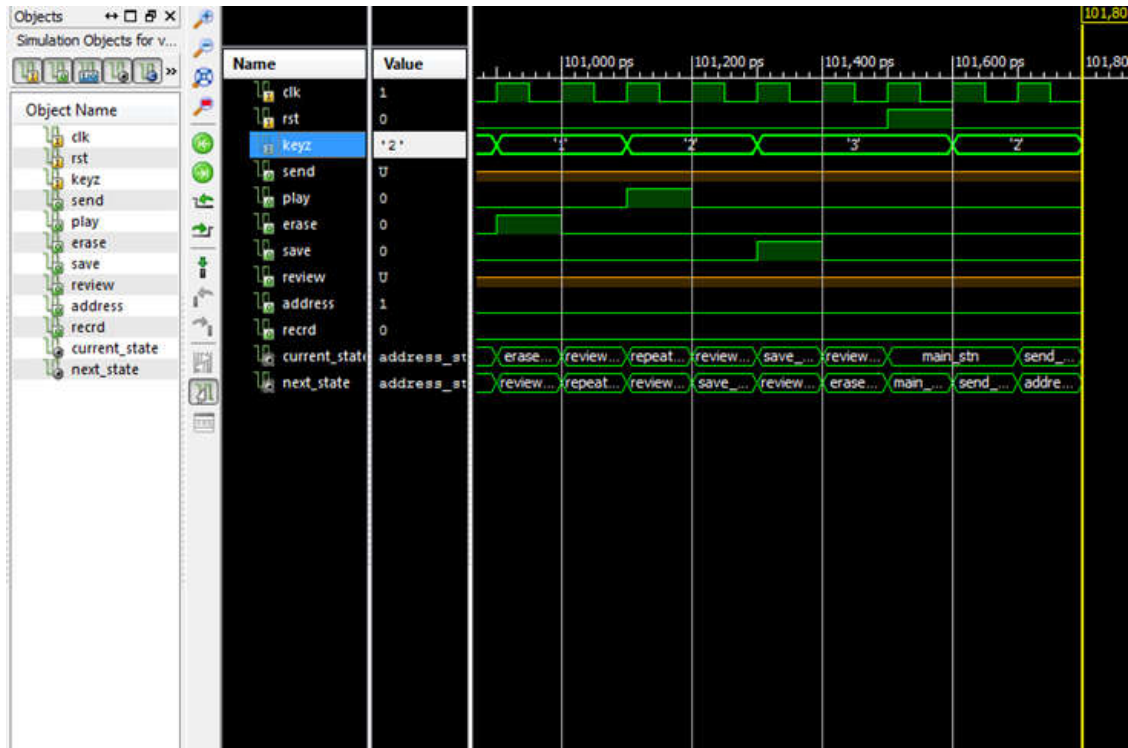 Objects
Simulation Objects for v...
Object Name
clk
rst
keyz
send
play
erase
save
review
address
recrd
current_state
next_state
Name Value
clk 1
rst 0
keyz '2'
send U
play 0
erase 0
save 0
review U
address 1
recrd 0
current_state address_st
next_state address_st
101,80
101,000 ps 101,200 ps 101,400 ps 101,600 ps 101,80
'1' '2' '3' '2'
erase... review... repeat... review... save_... review... main_stn send_...
review... repeat... review... save_... review... erase... main_... send_... addre...